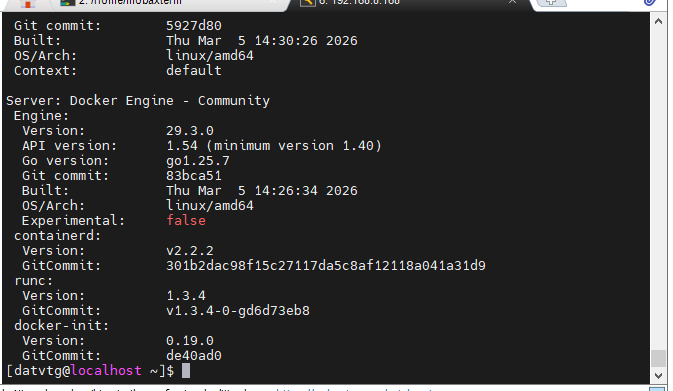 2. /home/mobaxterm
6. 192.168.8.168
Git commit: 5927d80
Built: Thu Mar 5 14:30:26 2026
OS/Arch: linux/amd64
Context: default
Server: Docker Engine - Community
Engine:
Version: 29.3.0
API version: 1.54 (minimum version 1.40)
Go version: go1.25.7
Git commit: 83bca51
Built: Thu Mar 5 14:26:34 2026
OS/Arch: linux/amd64
Experimental: false
containerd:
Version: v2.2.2
GitCommit: 301b2dac98f15c27117da5c8af12118a041a31d9
runc:
Version: 1.3.4
GitCommit: v1.3.4-0-gd6d73eb8
docker-init:
Version: 0.19.0
GitCommit: de40ad0
[datvtg@localhost ~]$